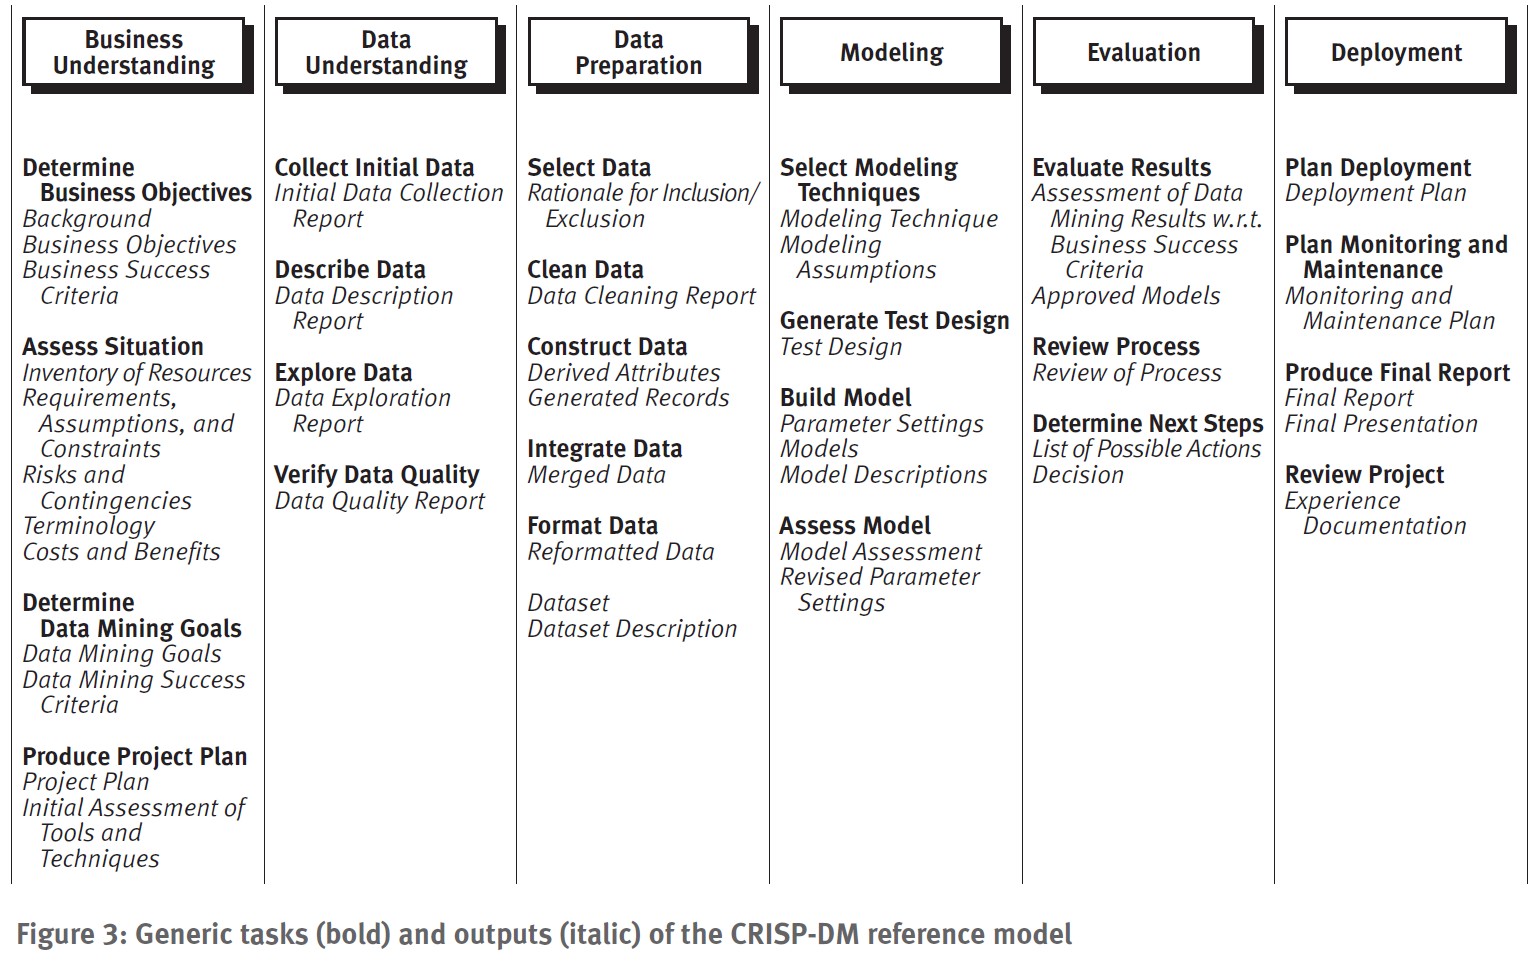 Business
Understanding
Data
Understanding
Data
Preparation
Modeling
Evaluation
Deployment
Determine
Business Objectives
Background
Business Objectives
Business Success
Criteria
Assess Situation
Inventory of Resources
Requirements,
Assumptions, and
Constraints
Risks and
Contingencies
Terminology
Costs and Benefits
Determine
Data Mining Goals
Data Mining Goals
Data Mining Success
Criteria
Produce Project Plan
Project Plan
Initial Assessment of
Tools and
Techniques
Collect Initial Data
Initial Data Collection
Report
Describe Data
Data Description
Report
Explore Data
Data Exploration
Report
Verify Data Quality
Data Quality Report
Select Data
Rationale for Inclusion/
Exclusion
Clean Data
Data Cleaning Report
Construct Data
Derived Attributes
Generated Records
Integrate Data
Merged Data
Format Data
Reformatted Data
Dataset
Dataset Description
Select Modeling
Techniques
Modeling Technique
Modeling
Assumptions
Generate Test Design
Test Design
Build Model
Parameter Settings
Models
Model Descriptions
Assess Model
Model Assessment
Revised Parameter
Settings
Evaluate Results
Assessment of Data
Mining Results w.r.t.
Business Success
Criteria
Approved Models
Review Process
Review of Process
Determine Next Steps
List of Possible Actions
Decision
Plan Deployment
Deployment Plan
Plan Monitoring and
Maintenance
Monitoring and
Maintenance Plan
Produce Final Report
Final Report
Final Presentation
Review Project
Experience
Documentation
Figure 3: Generic tasks (bold) and outputs (italic) of the CRISP-DM reference model